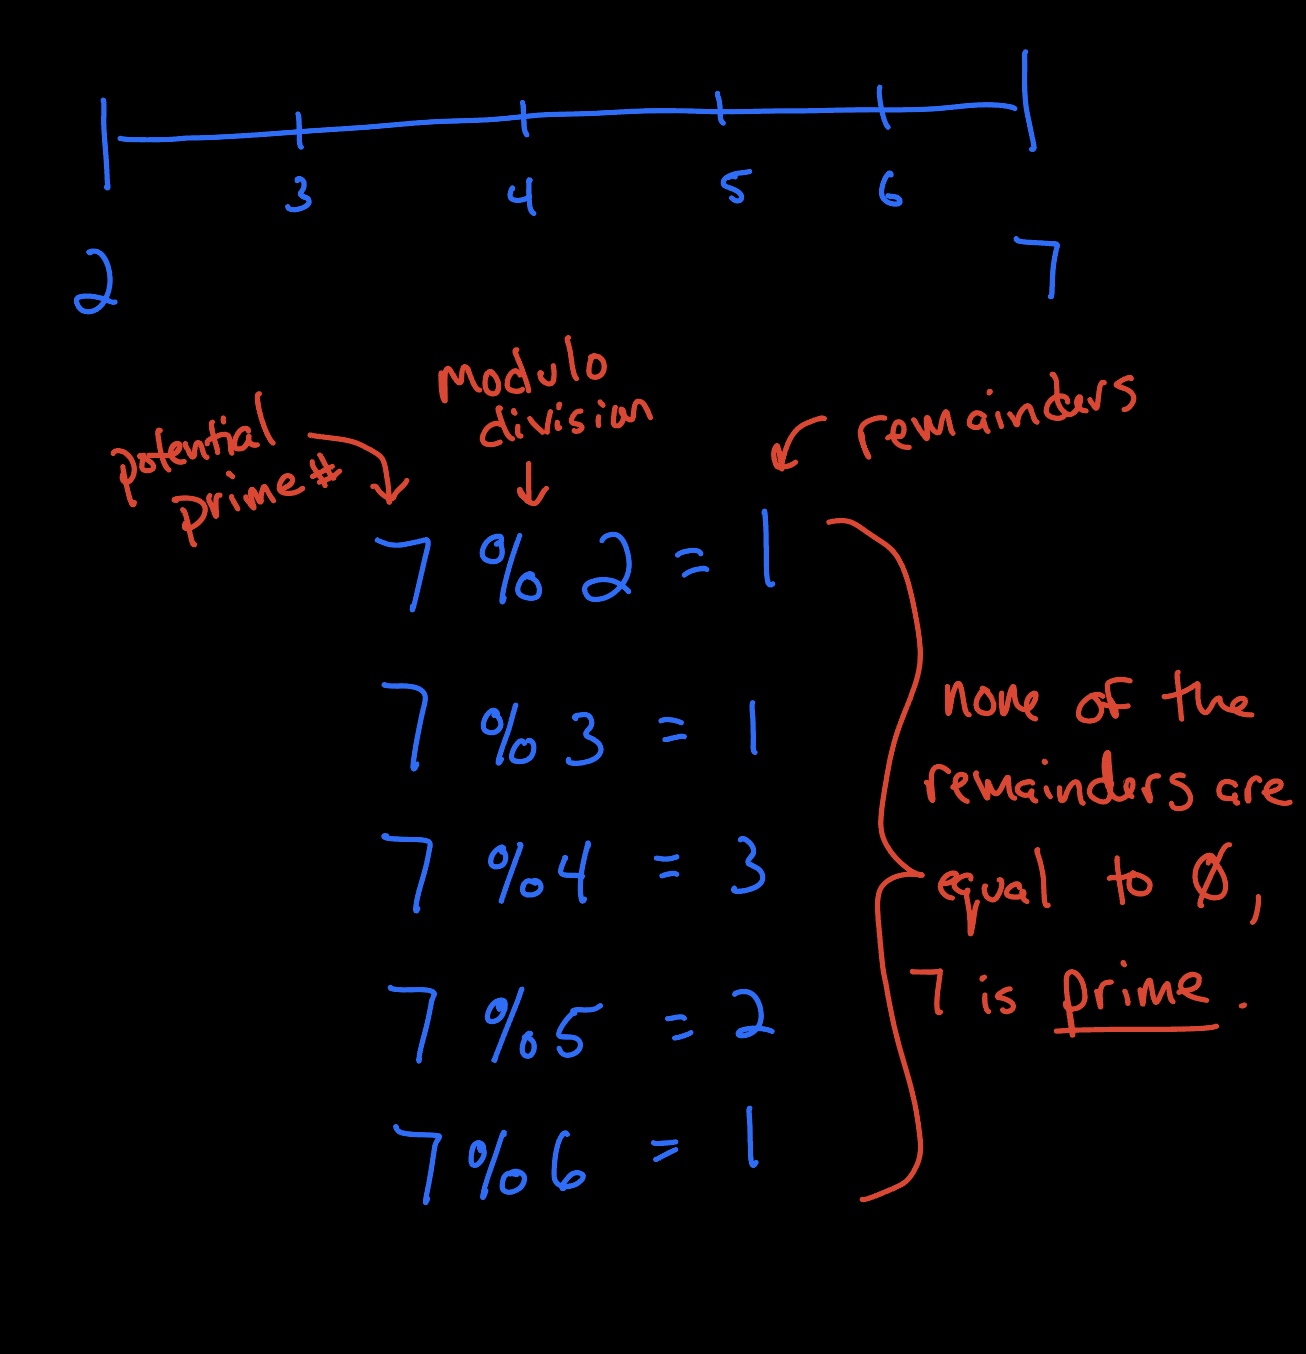 3 4 5 6
2 7
modulo
division
potential
prime #
remainders
7 % 2 = 1
7 % 3 = 1
7 % 4 = 3
7 % 5 = 2
7 % 6 = 1
none of the
remainders are
equal to 0,
7 is prime.